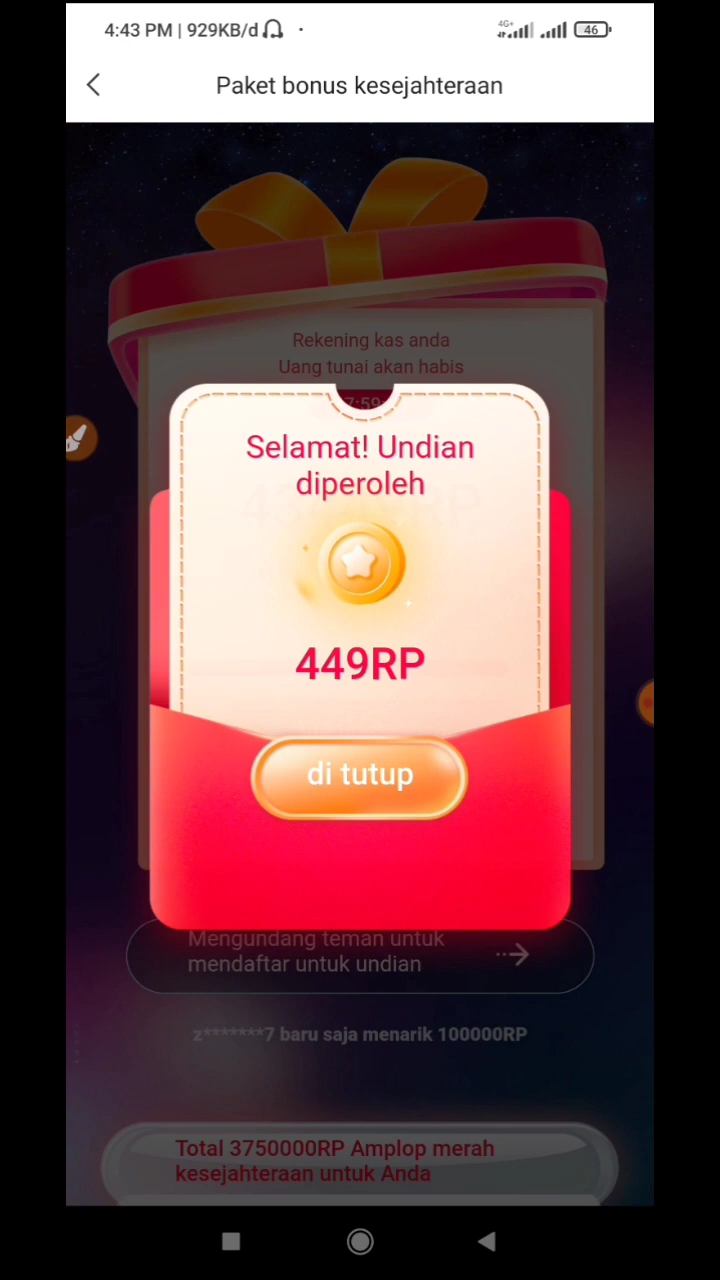 4:43 PM | 929KB/d
4G+
46
Paket bonus kesejahteraan
Rekening kas anda
Uang tunai akan habis
Selamat! Undian
diperoleh
449RP
di tutup
Mengundang teman untuk
mendaftar untuk undian
z*******7 baru saja menarik 100000RP
Total 3750000RP Amplop merah
kesejahteraan untuk Anda